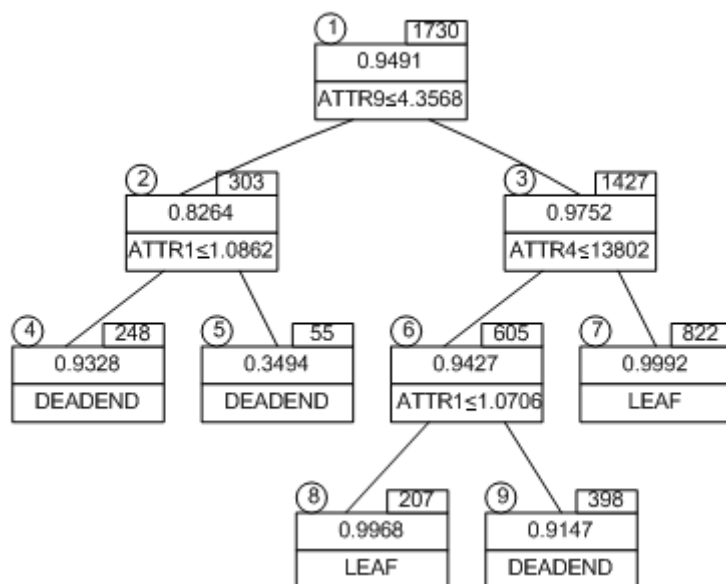 1 1730
0.9491
ATTR9≤4.3568
2 303
0.8264
ATTR1≤1.0862
3 1427
0.9752
ATTR4≤13802
4 248
0.9328
DEADEND
5 55
0.3494
DEADEND
6 605
0.9427
ATTR1≤1.0706
7 822
0.9992
LEAF
8 207
0.9968
LEAF
9 398
0.9147
DEADEND